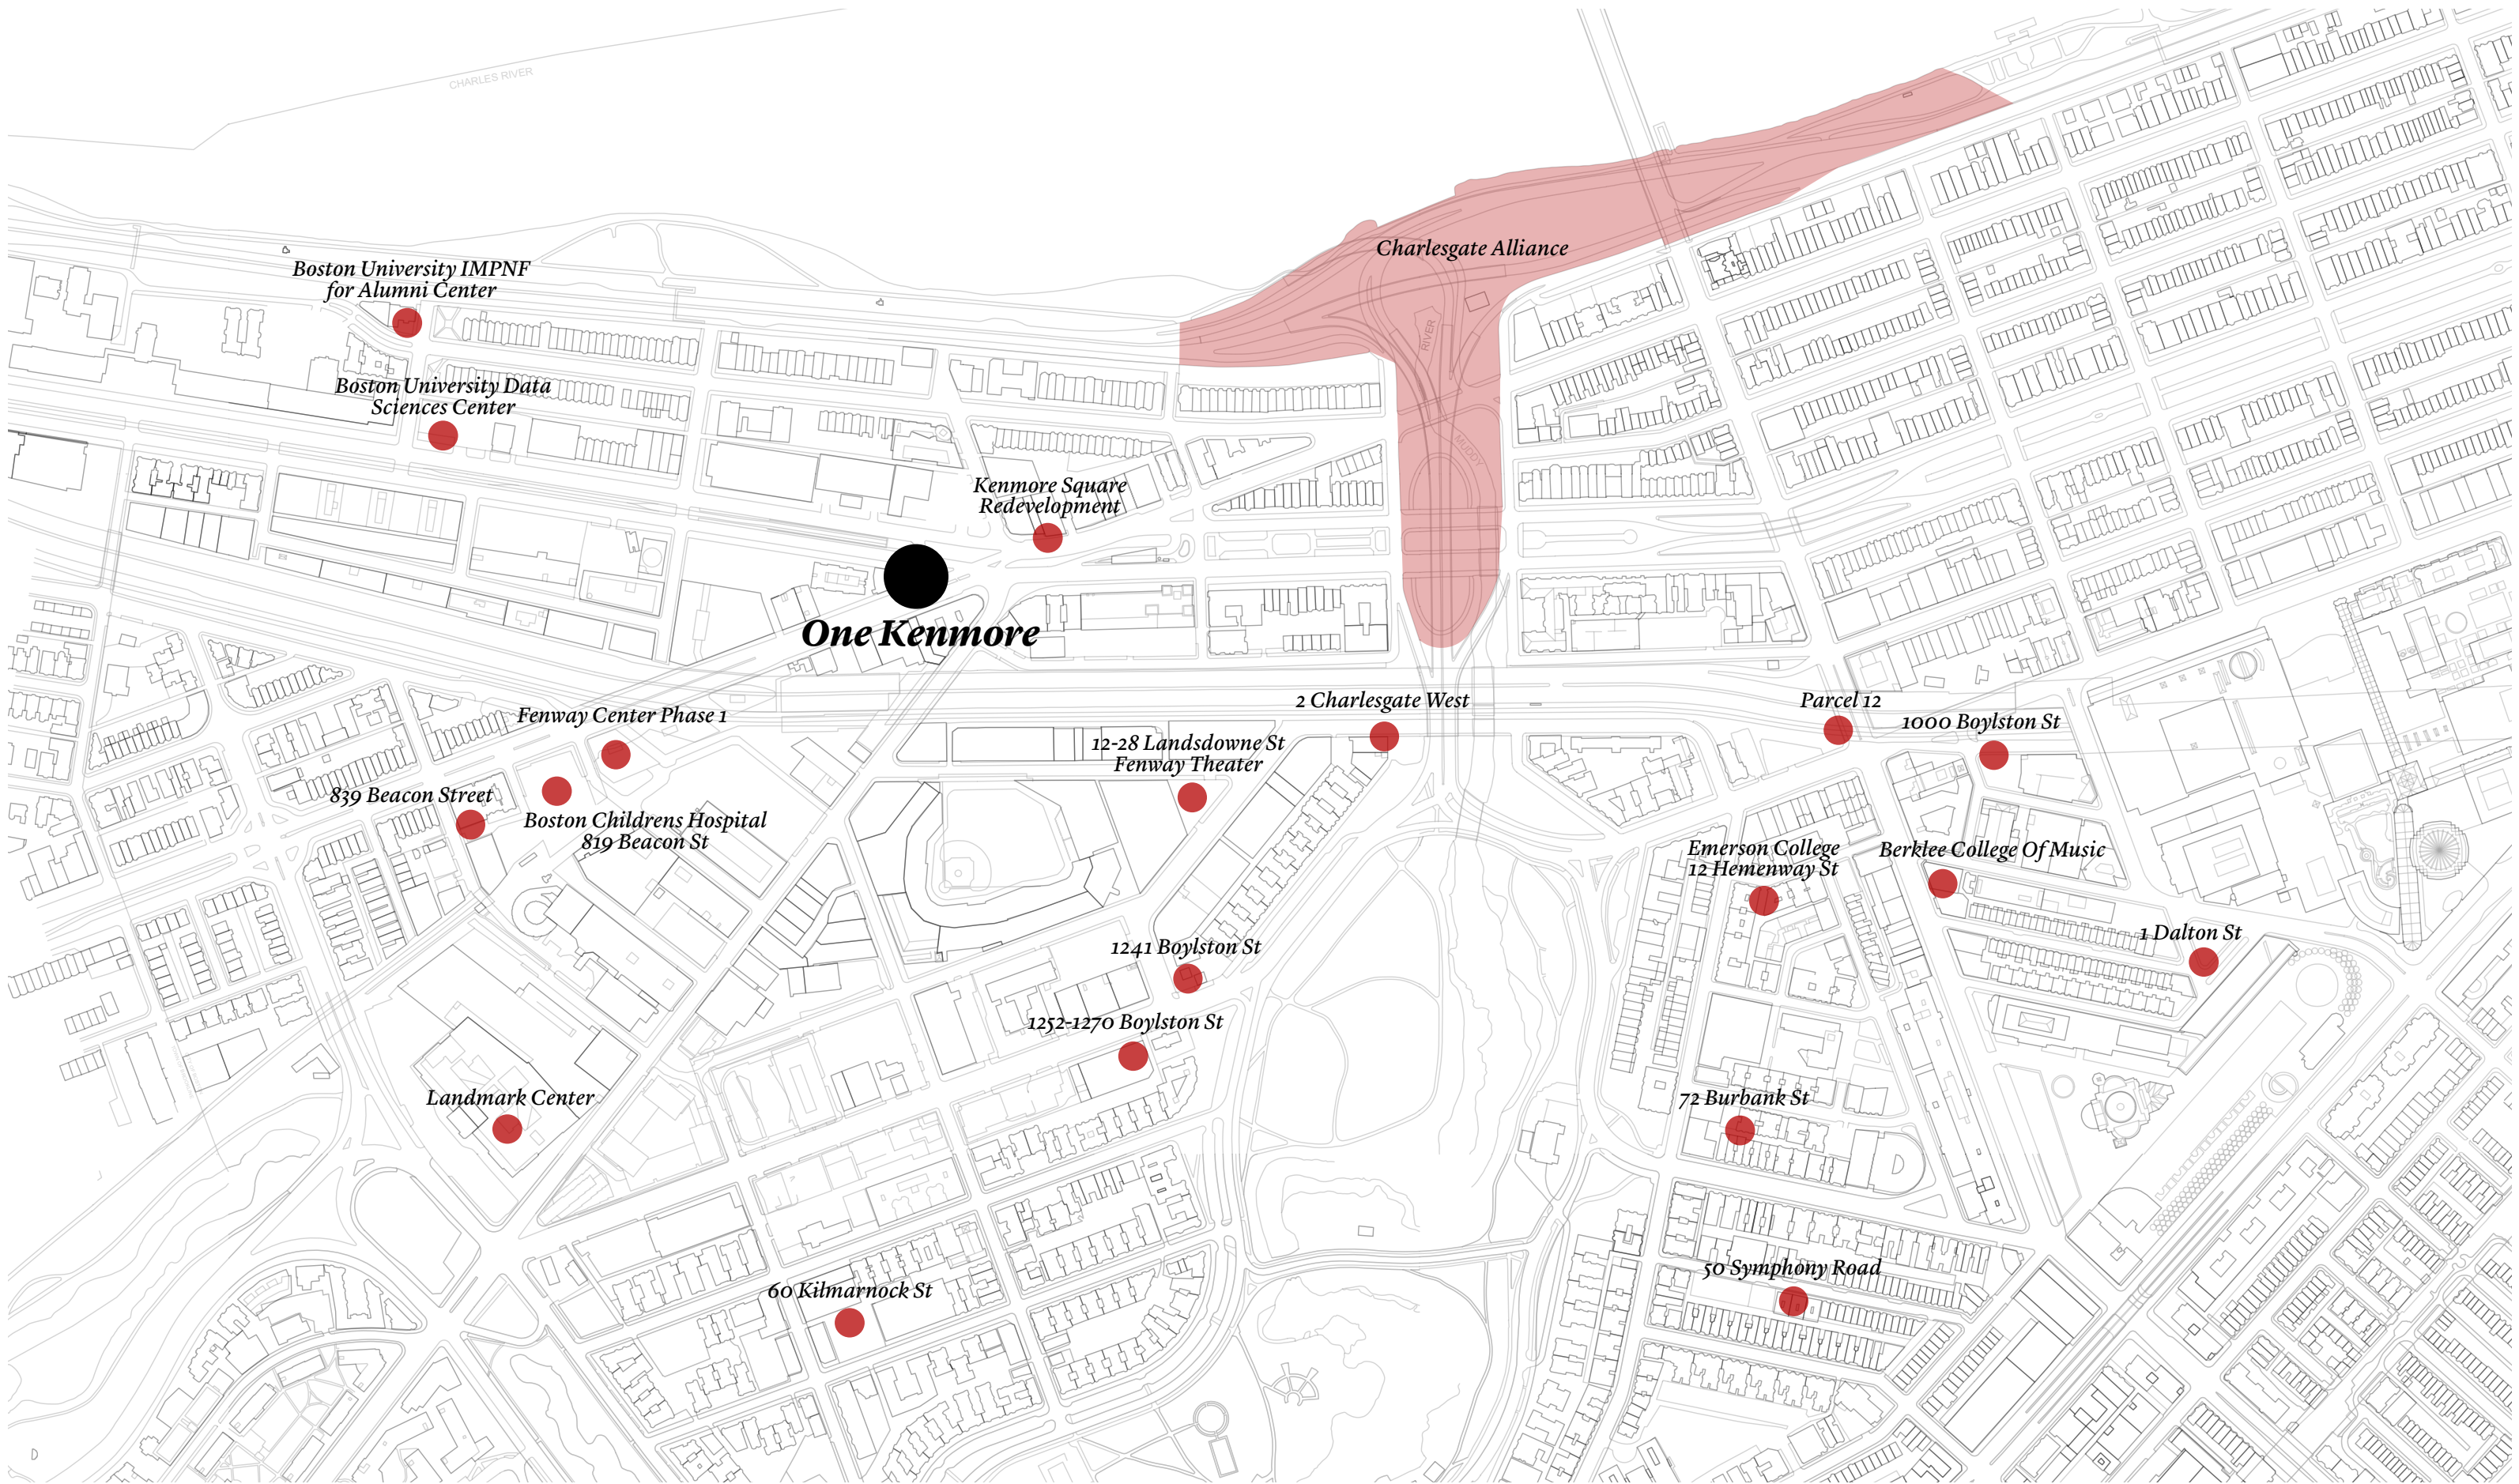 CHARLES RIVER
Charlesgate Alliance
Boston University IMPNF
for Alumni Center
RIVER
Boston University Data
Sciences Center
MUDDY
Kenmore Square
Redevelopment
One Kenmore
2 Charlesgate West
Parcel 12
Fenway Center Phase 1
1000 Boylston St
12-28 Landsdowne St
Fenway Theater
839 Beacon Street
Boston Childrens Hospital
819 Beacon St
Emerson College
12 Hemenway St
Berklee College Of Music
1 Dalton St
1241 Boylston St
1252-1270 Boylston St
Landmark Center
72 Burbank St
50 Symphony Road
60 Kilmarnock St